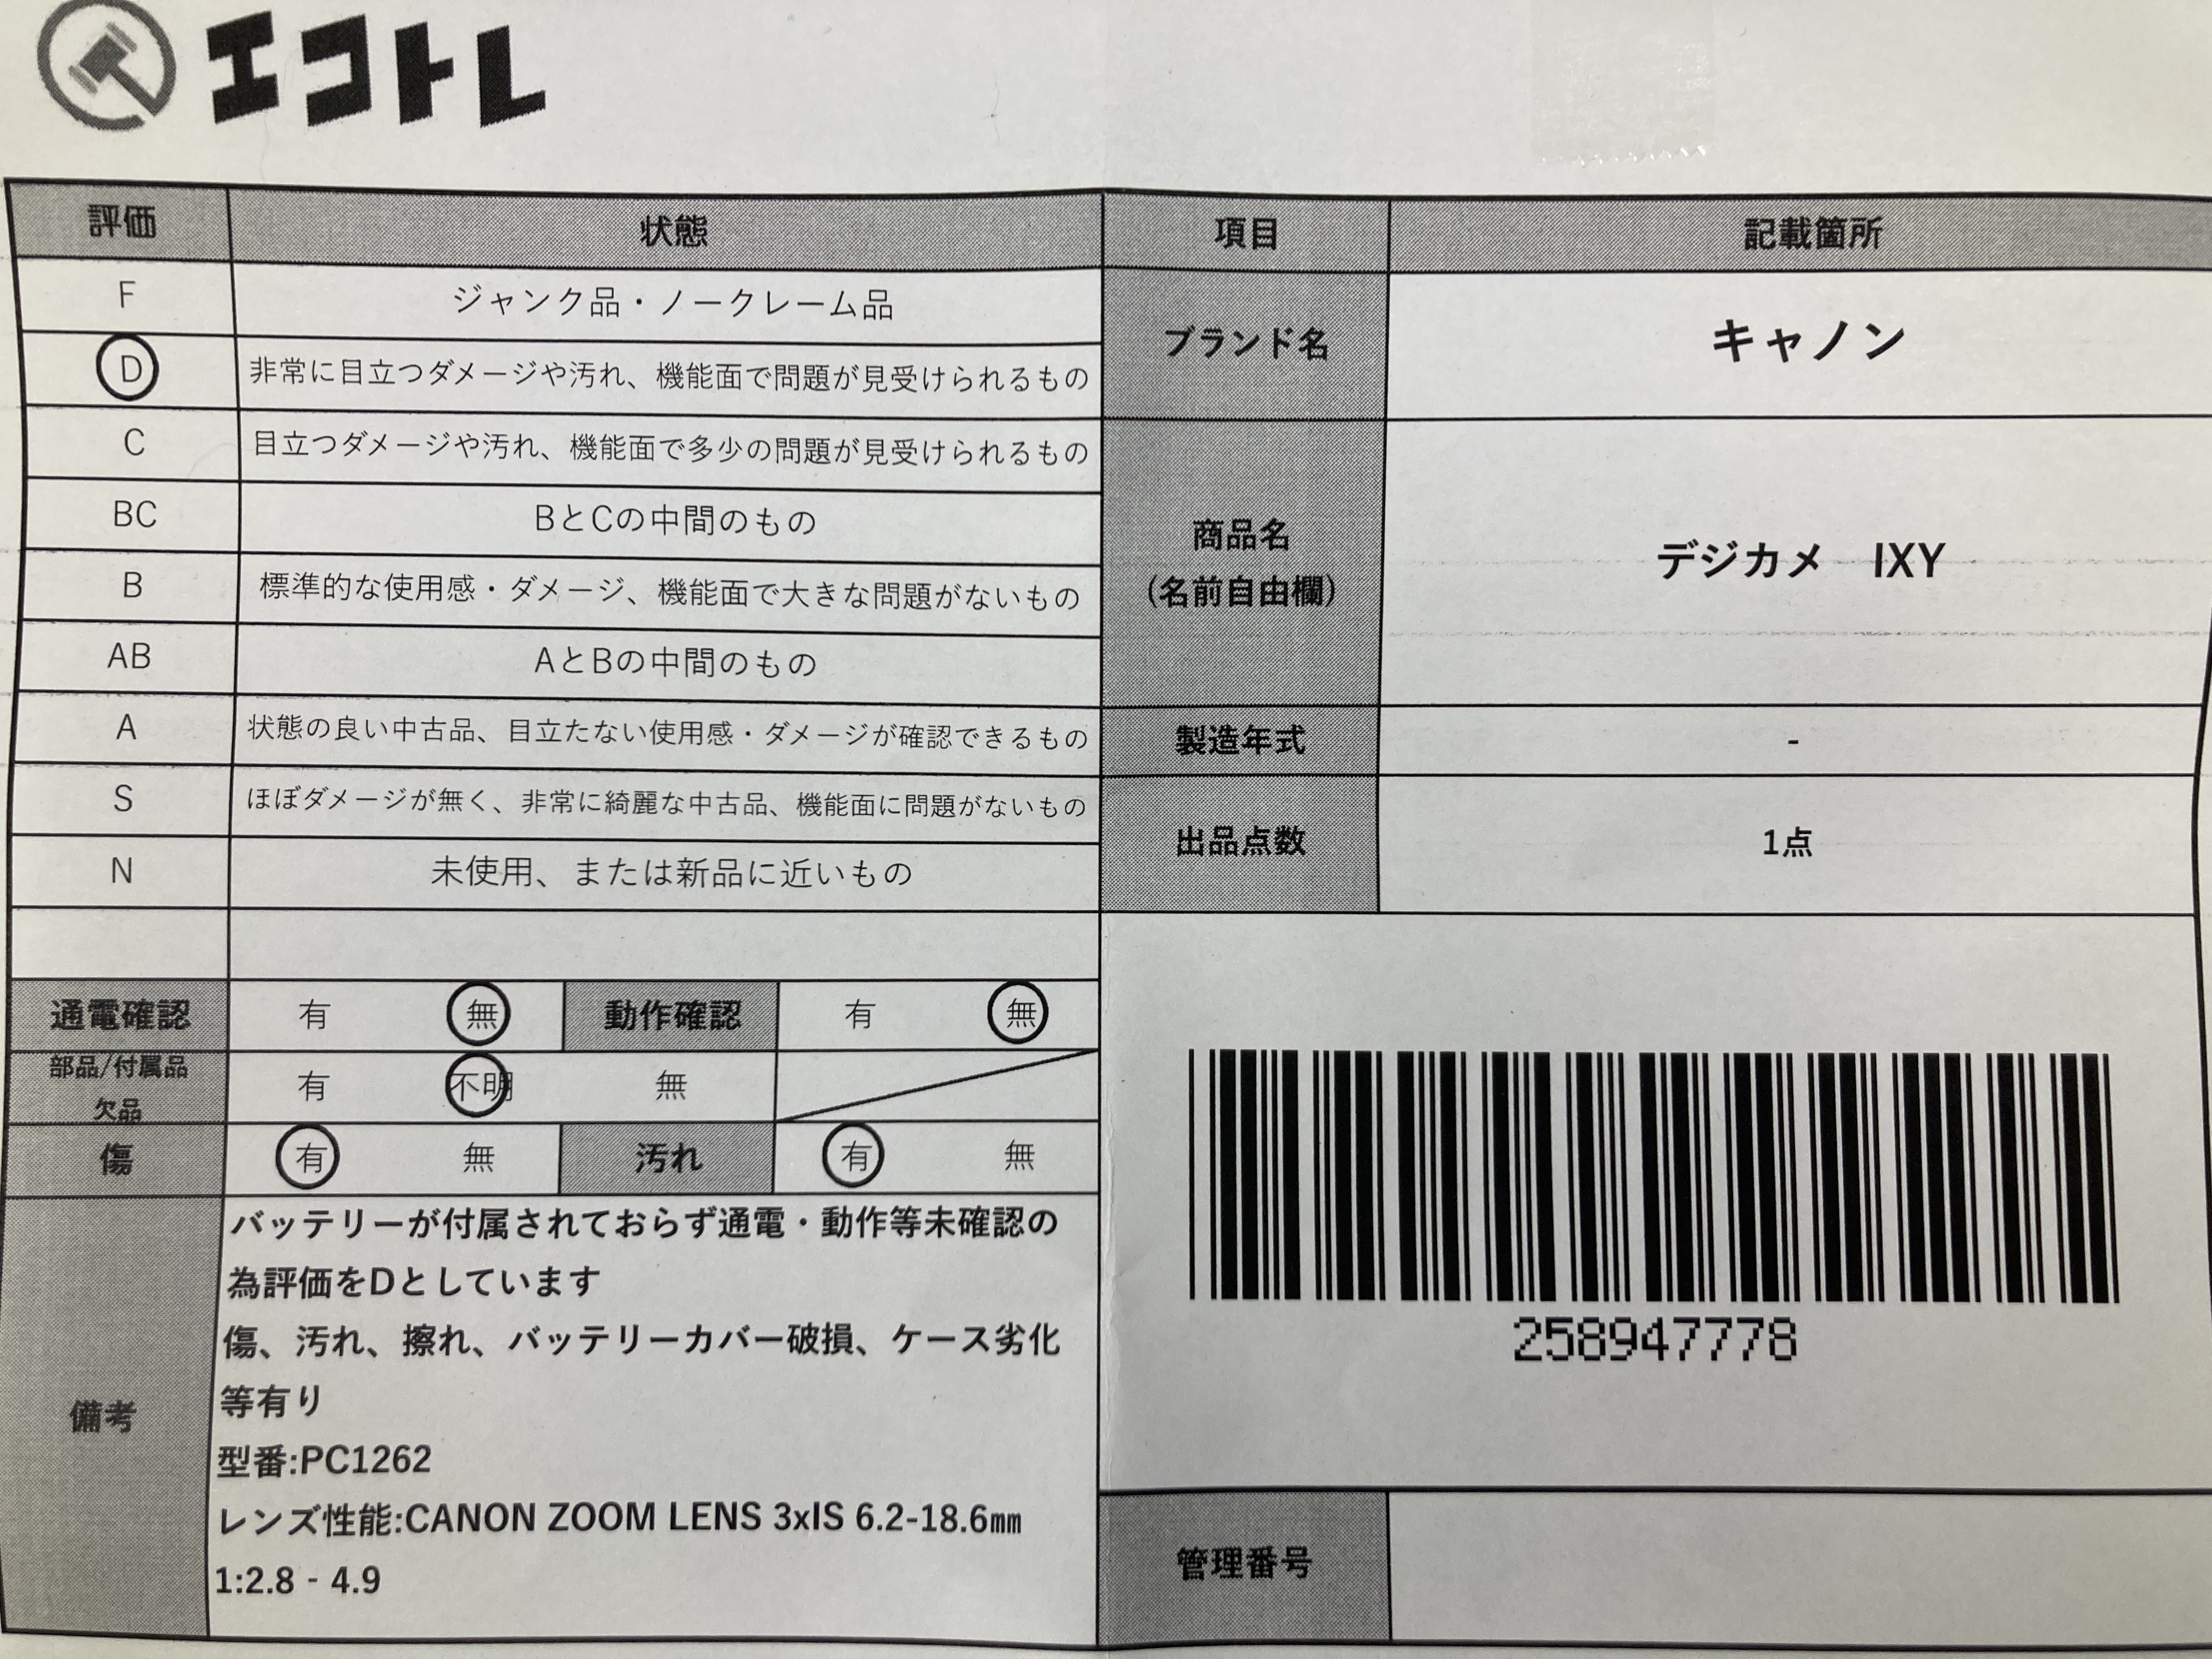 エコトレ
評価 状態
F ジャンク品・ノークレーム品
D 非常に目立つダメージや汚れ、機能面で問題が見受けられるもの
C 目立つダメージや汚れ、機能面で多少の問題が見受けられるもの
BC BとCの中間のもの
B 標準的な使用感・ダメージ、機能面で大きな問題がないもの
AB AとBの中間のもの
A 状態の良い中古品、目立たない使用感・ダメージが確認できるもの
S ほぼダメージが無く、非常に綺麗な中古品、機能面に問題がないもの
N 未使用、または新品に近いもの
通電確認 有 無 動作確認 有 無
部品/付属品
欠品
有 不明 無
傷 有 無 汚れ 有 無
備考
バッテリーが付属されておらず通電・動作等未確認の
為評価をDとしています
傷、汚れ、擦れ、バッテリーカバー破損、ケース劣化
等有り
型番:PC1262
レンズ性能:CANON ZOOM LENS 3xIS 6.2-18.6㎜
1:2.8 - 4.9
項目 記載箇所
ブランド名 キャノン
商品名
(名前自由欄)
デジカメ　IXY
製造年式 -
出品点数 1点
258947778
管理番号